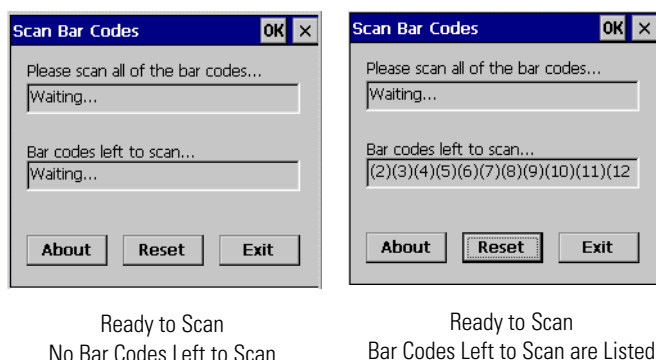 Scan Bar Codes OK ×
Please scan all of the bar codes...
Waiting...
Bar codes left to scan...
Waiting...
About Reset Exit
Ready to Scan
No Bar Codes Left to Scan
Scan Bar Codes OK ×
Please scan all of the bar codes...
Waiting...
Bar codes left to scan...
(2)(3)(4)(5)(6)(7)(8)(9)(10)(11)(12
About Reset Exit
Ready to Scan
Bar Codes Left to Scan are Listed